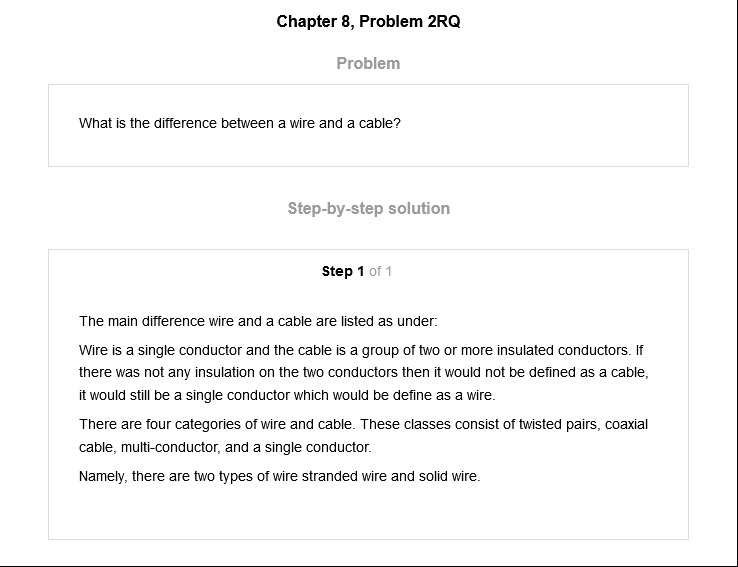 Chapter 8, Problem 2RQ
Problem
What is the difference between a wire and a cable?
Step-by-step solution
Step 1 of 1
The main difference wire and a cable are listed as under:
Wire is a single conductor and the cable is a group of two or more insulated conductors. If
there was not any insulation on the two conductors then it would not be defined as a cable,
it would still be a single conductor which would be define as a wire.
There are four categories of wire and cable. These classes consist of twisted pairs, coaxial
cable, multi-conductor, and a single conductor.
Namely, there are two types of wire stranded wire and solid wire.